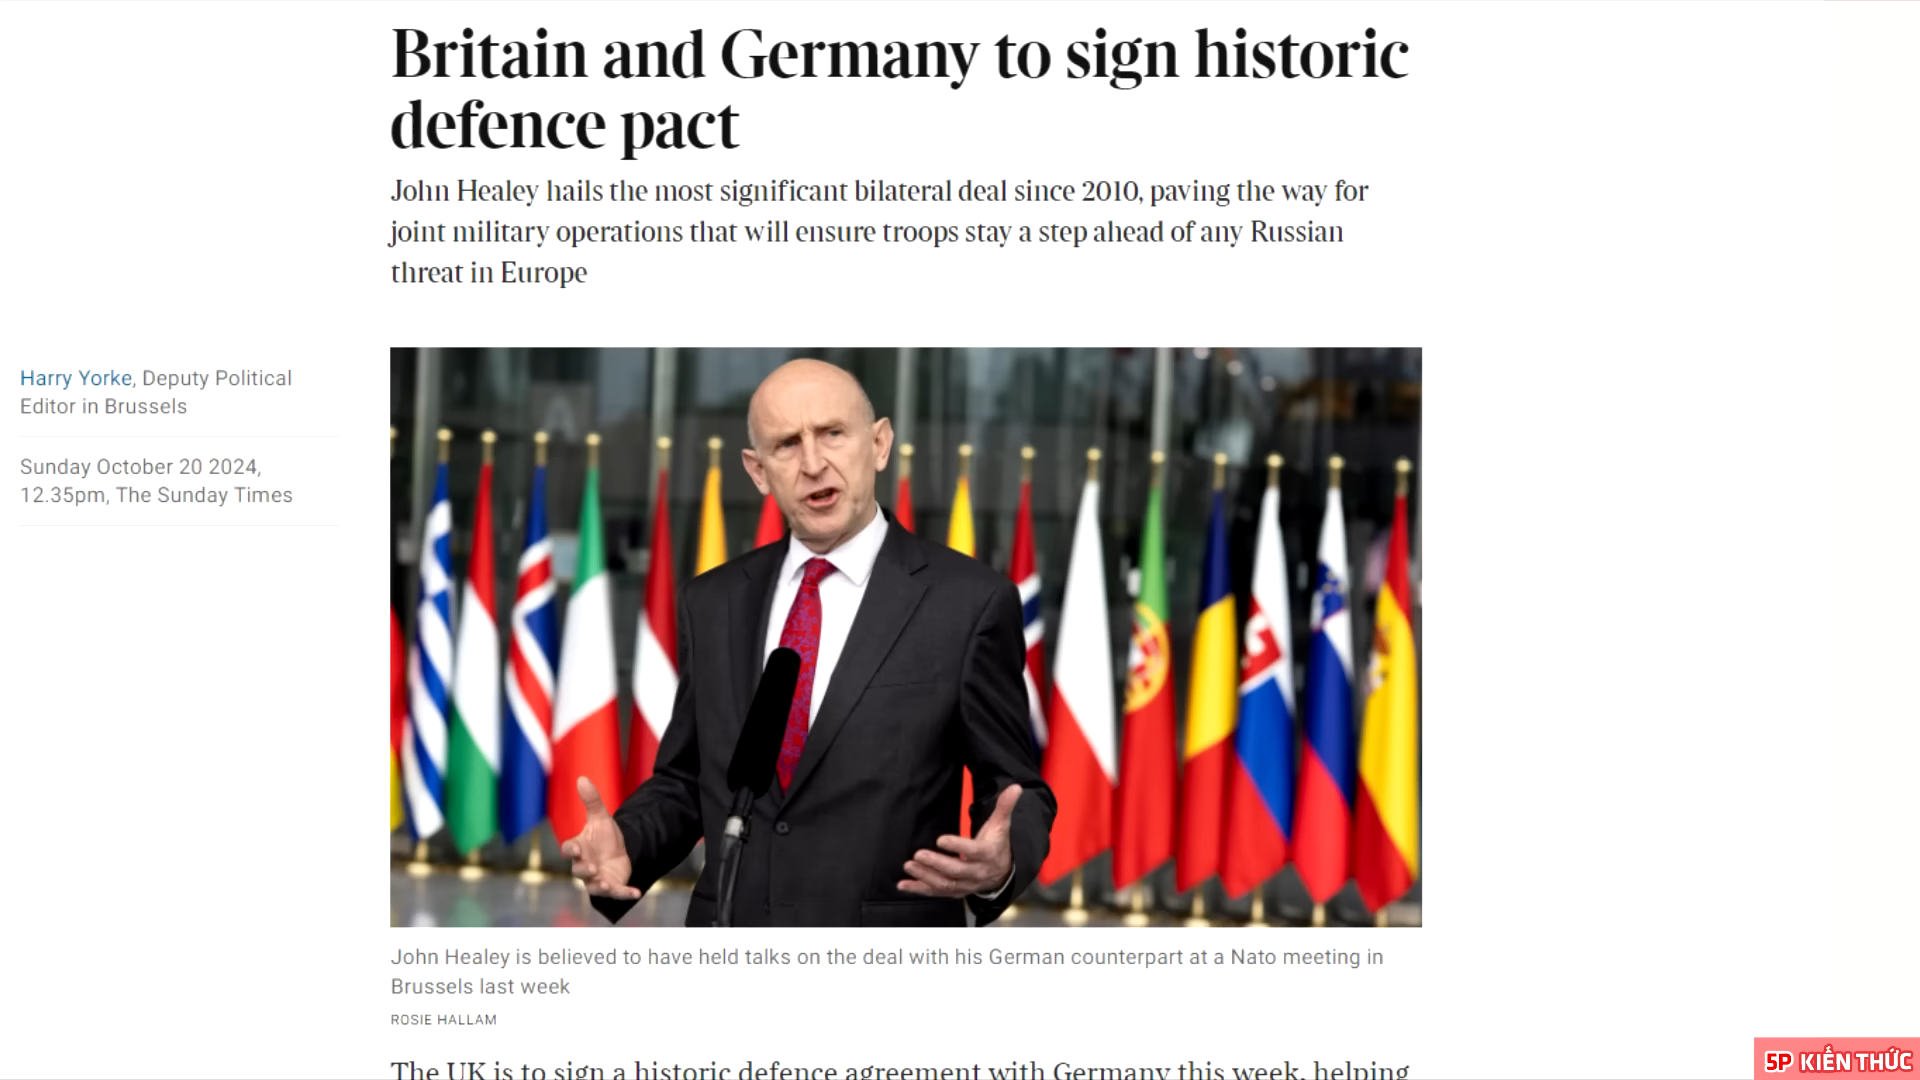 Britain and Germany to sign historic
defence pact
John Healey hails the most significant bilateral deal since 2010, paving the way for
joint military operations that will ensure troops stay a step ahead of any Russian
threat in Europe
Harry Yorke, Deputy Political
Editor in Brussels
Sunday October 20 2024,
12.35pm, The Sunday Times
John Healey is believed to have held talks on the deal with his German counterpart at a Nato meeting in
Brussels last week
ROSIE HALLAM
The UK is to sign a historic defence agreement with Germany this week, helping
5P KIẾN THỨC